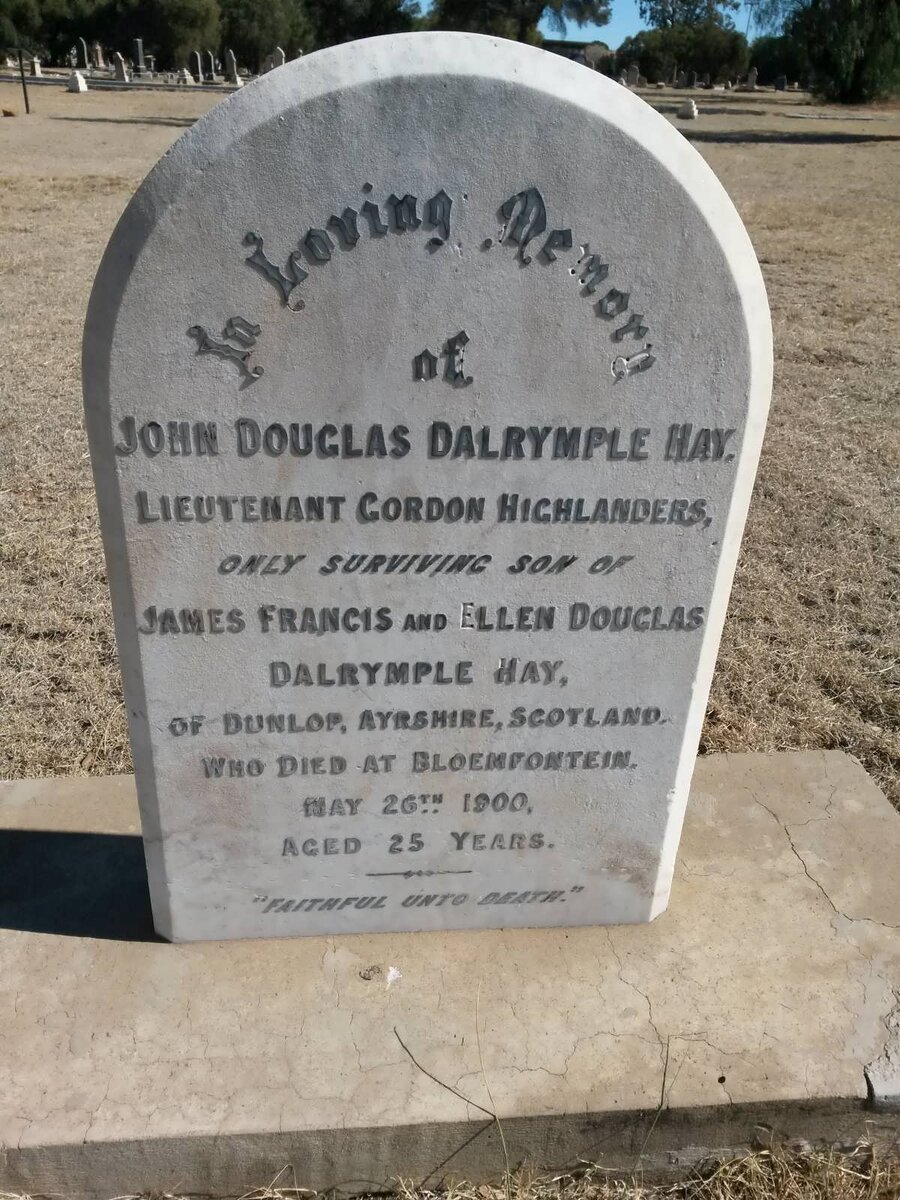 In Loving Memory
of
JOHN DOUGLAS DALRYMPLE HAY.
LIEUTENANT GORDON HIGHLANDERS,
ONLY SURVIVING SON OF
JAMES FRANCIS AND ELLEN DOUGLAS
DALRYMPLE HAY,
OF DUNLOP, AYRSHIRE, SCOTLAND.
WHO DIED AT BLOEMFONTEIN.
MAY 26TH 1900,
AGED 25 YEARS.
"FAITHFUL UNTO DEATH."